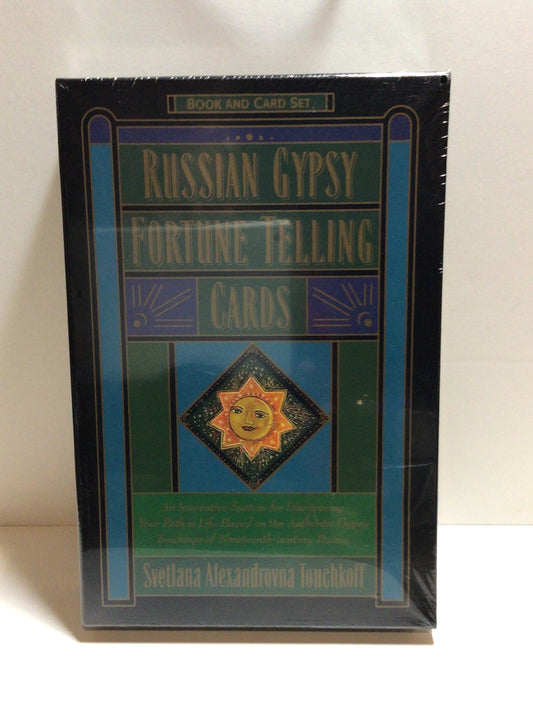 BOOK AND CARD SET
RUSSIAN GYPSY
FORTUNE TELLING
CARDS
An Innovative System for Discovering
Your Path in Life Based on the Authentic Gypsy
Teachings of Nineteenth-century Russia
Svetlana Alexandrovna Touchkoff